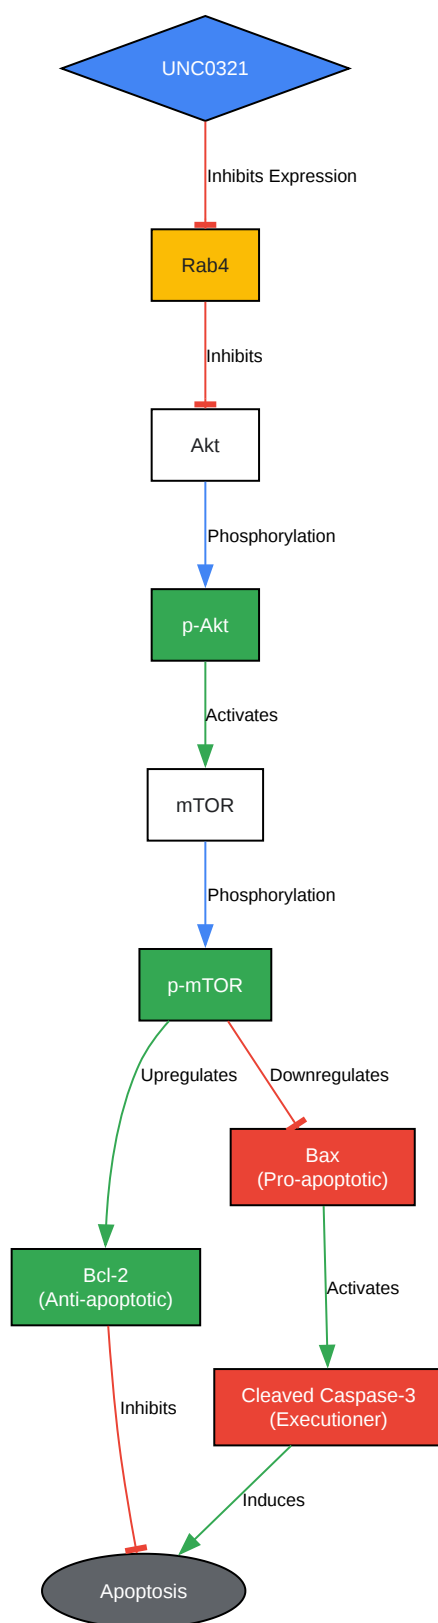 UNC0321
Inhibits Expression
Rab4
Inhibits
Akt
Phosphorylation
p-Akt
Activates
mTOR
Phosphorylation
p-mTOR
Upregulates
Downregulates
Bax
(Pro-apoptotic)
Bcl-2
(Anti-apoptotic)
Activates
Cleaved Caspase-3
(Executioner)
Inhibits
Induces
Apoptosis